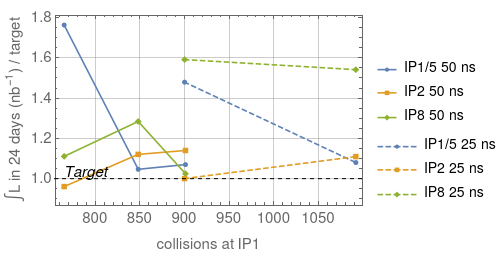 1.8
1.6
1.4
1.2
1.0
∫L in 24 days (nb⁻¹) / target
Target
800 850 900 950 1000 1050
collisions at IP1
IP1/5 50 ns
IP2 50 ns
IP8 50 ns
IP1/5 25 ns
IP2 25 ns
IP8 25 ns